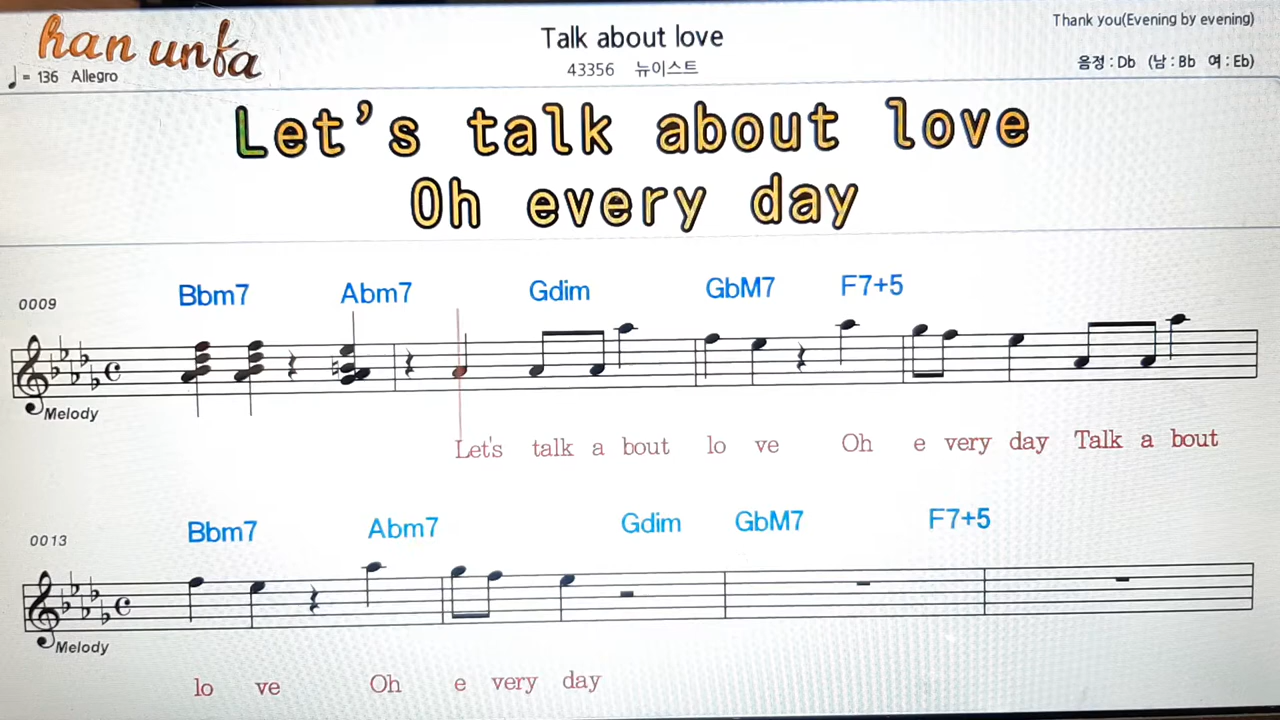 han unfa
Talk about love
Thank you(Evening by evening)
♩= 136 Allegro
43356 뉴이스트
음정 : Db (남 : Bb 여 : Eb)
Let's talk about love
Oh every day
0009
Bbm7 Abm7 Gdim GbM7 F7+5
Melody
Let's talk a bout lo ve Oh e very day Talk a bout
0013
Bbm7 Abm7 Gdim GbM7 F7+5
Melody
lo ve Oh e very day